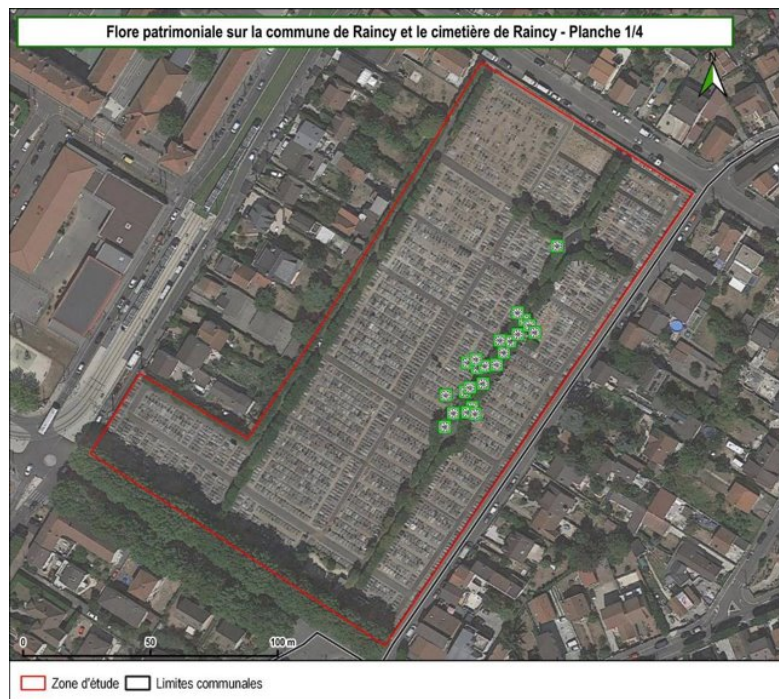 Flore patrimoniale sur la commune de Raincy et le cimetière de Raincy - Planche 1/4
N
0 50 100 m
Zone d'étude Limites communales